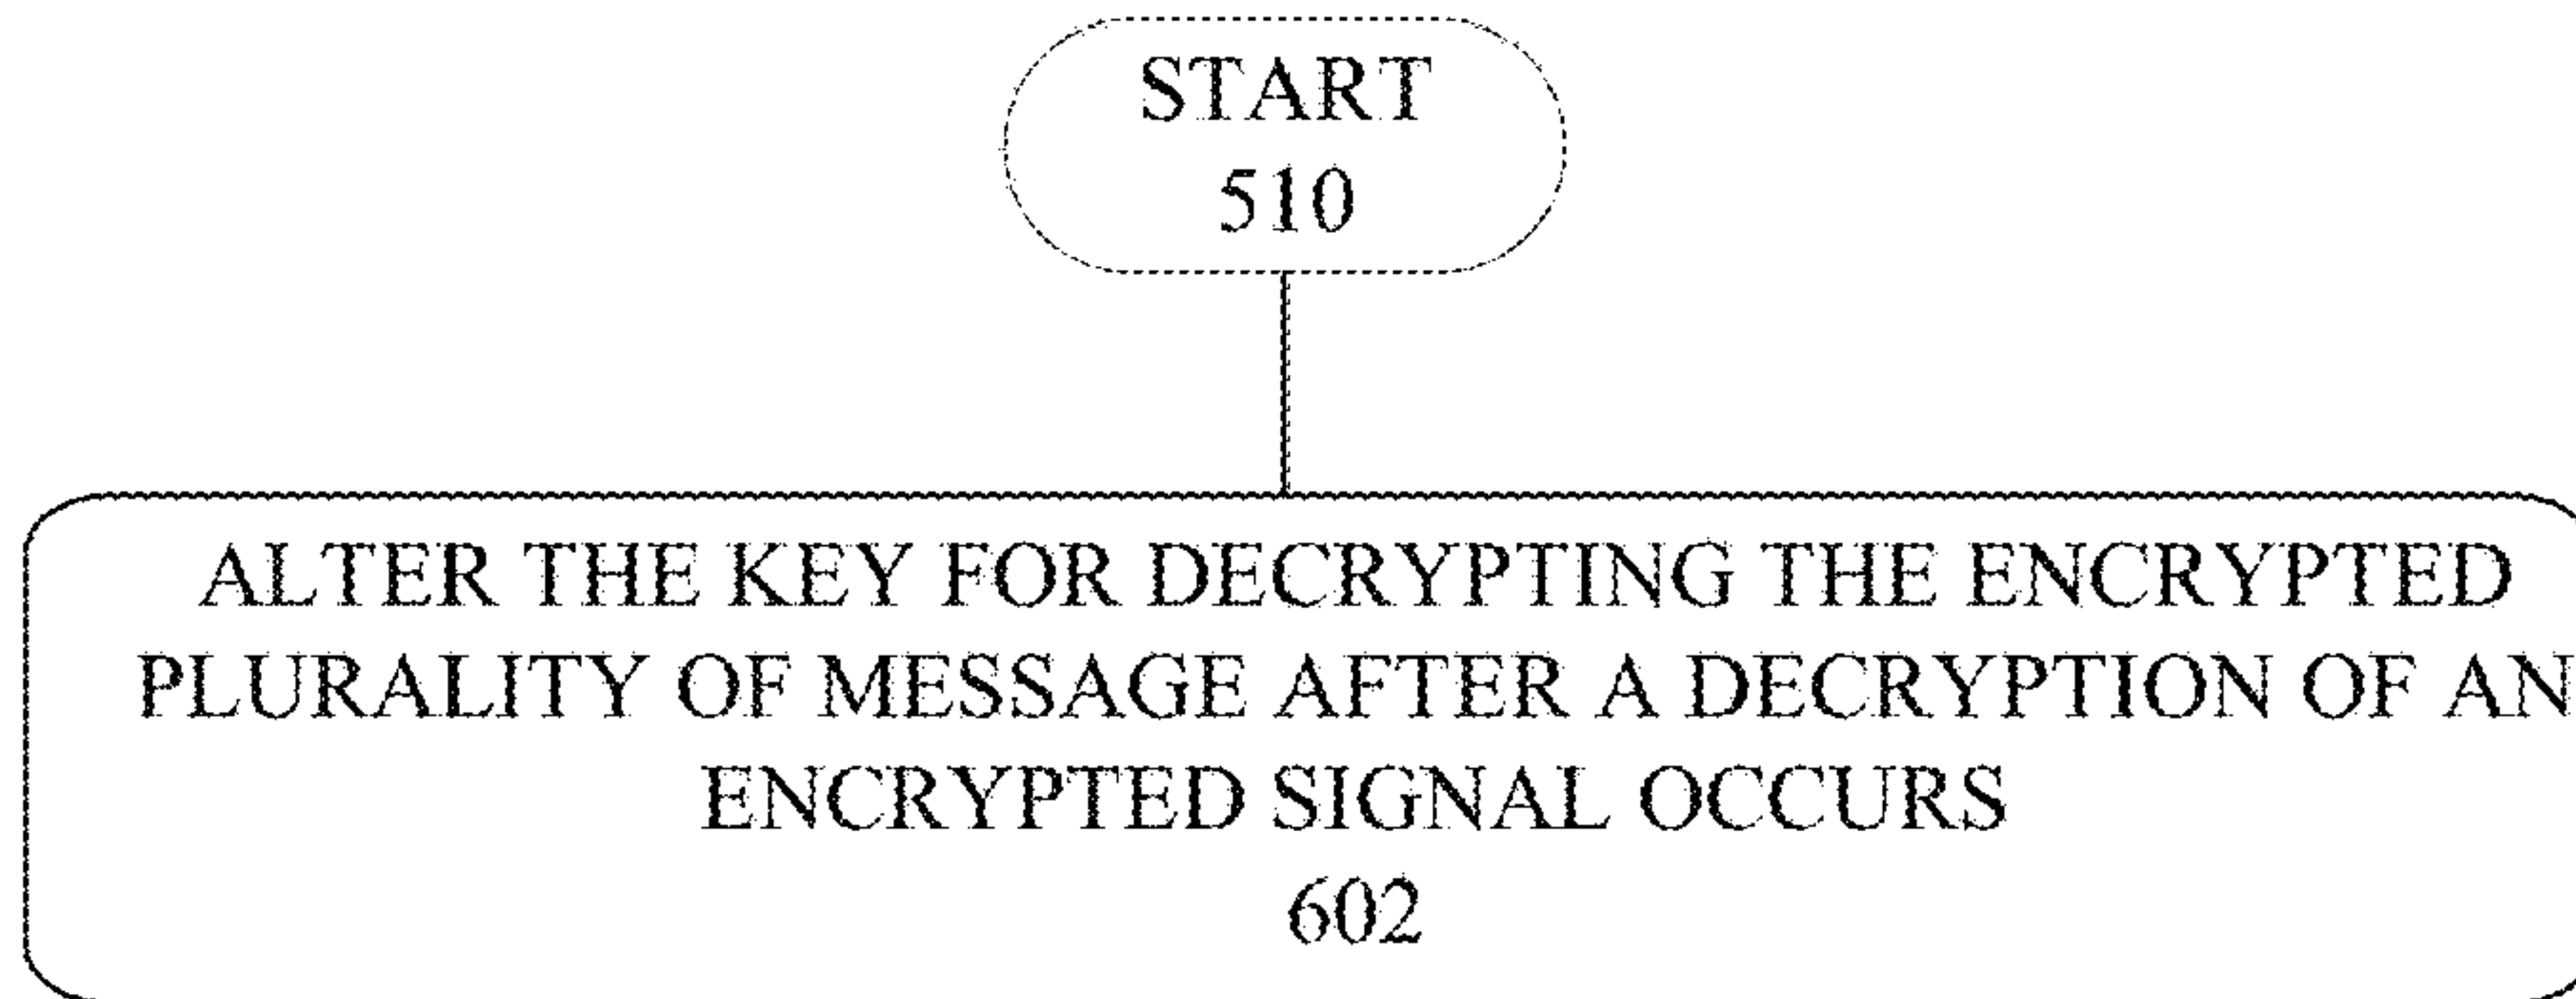 START
510
ALTER THE KEY FOR DECRYPTING THE ENCRYPTED
PLURALITY OF MESSAGE AFTER A DECRYPTION OF AN
ENCRYPTED SIGNAL OCCURS
602